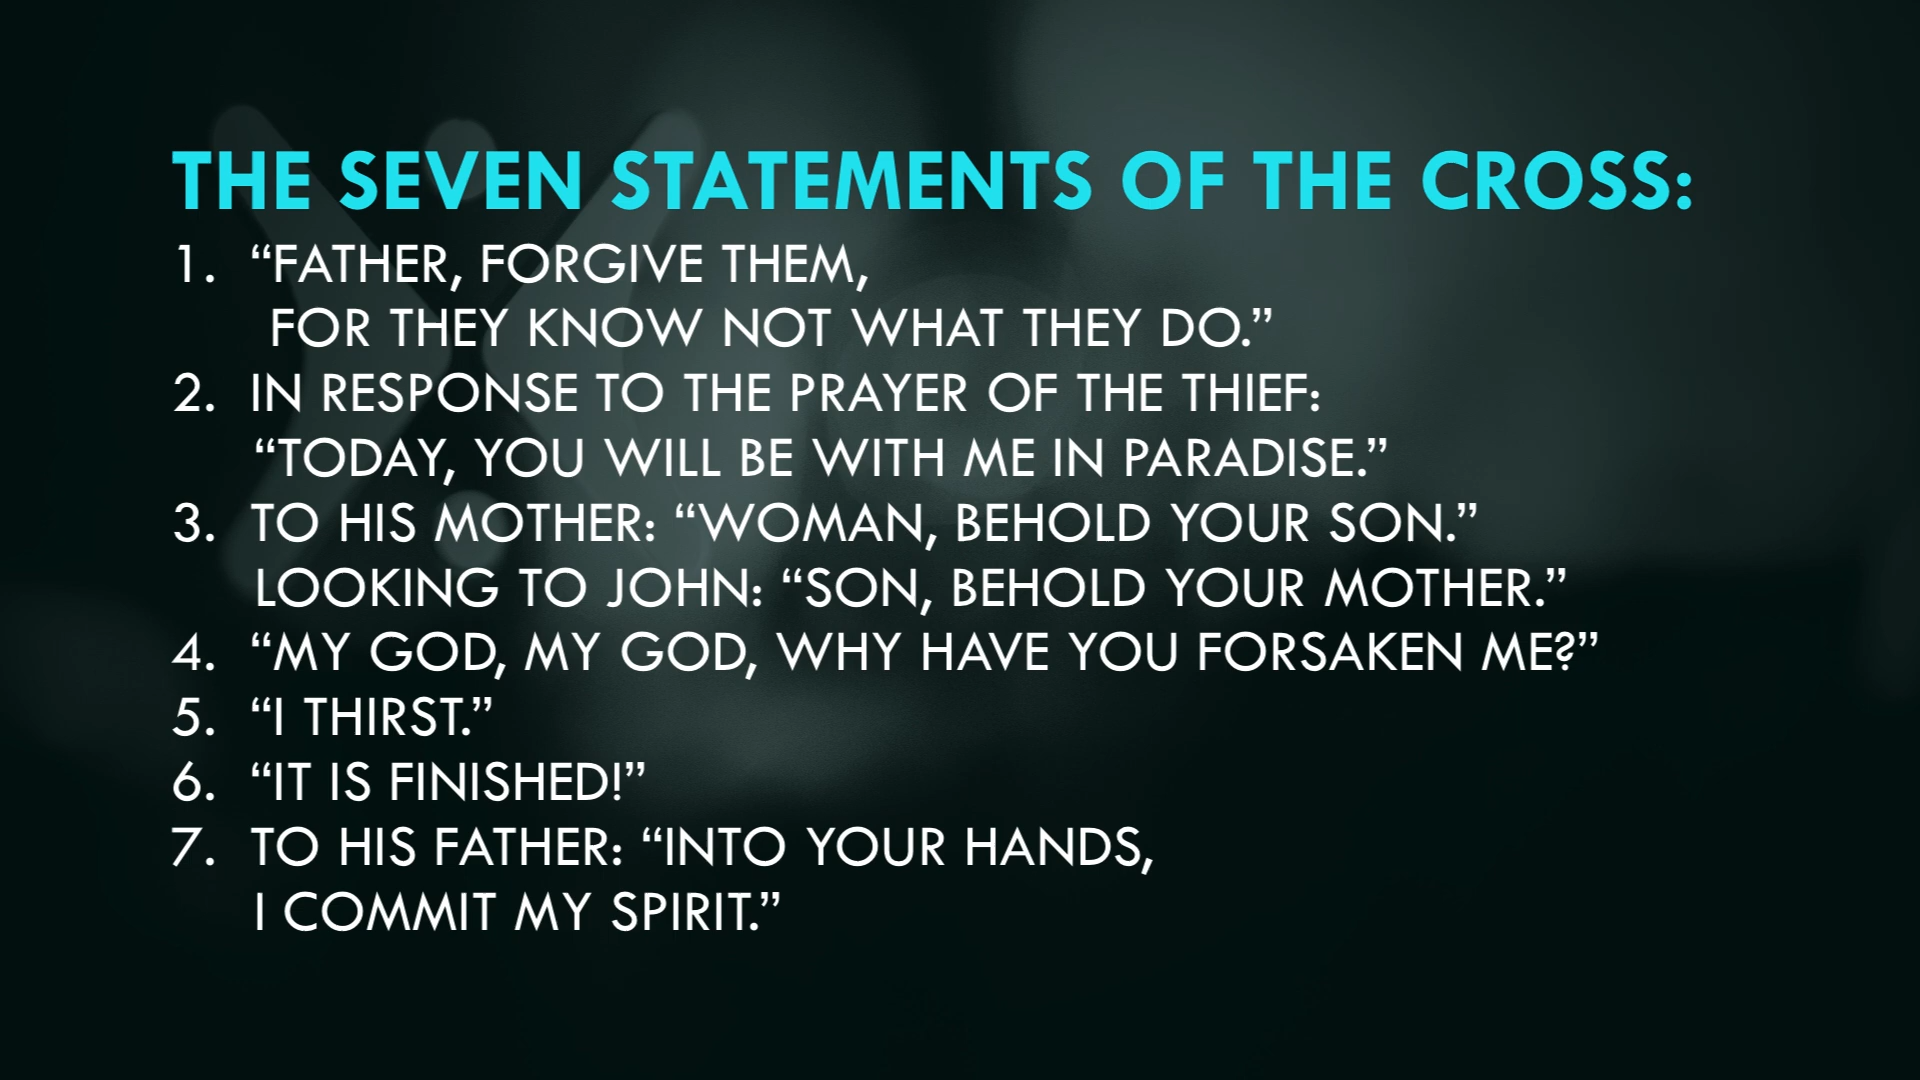 THE SEVEN STATEMENTS OF THE CROSS:
1. “FATHER, FORGIVE THEM,
FOR THEY KNOW NOT WHAT THEY DO.”
2. IN RESPONSE TO THE PRAYER OF THE THIEF:
“TODAY, YOU WILL BE WITH ME IN PARADISE.”
3. TO HIS MOTHER: “WOMAN, BEHOLD YOUR SON.”
LOOKING TO JOHN: “SON, BEHOLD YOUR MOTHER.”
4. “MY GOD, MY GOD, WHY HAVE YOU FORSAKEN ME?”
5. “I THIRST.”
6. “IT IS FINISHED!”
7. TO HIS FATHER: “INTO YOUR HANDS,
I COMMIT MY SPIRIT.”